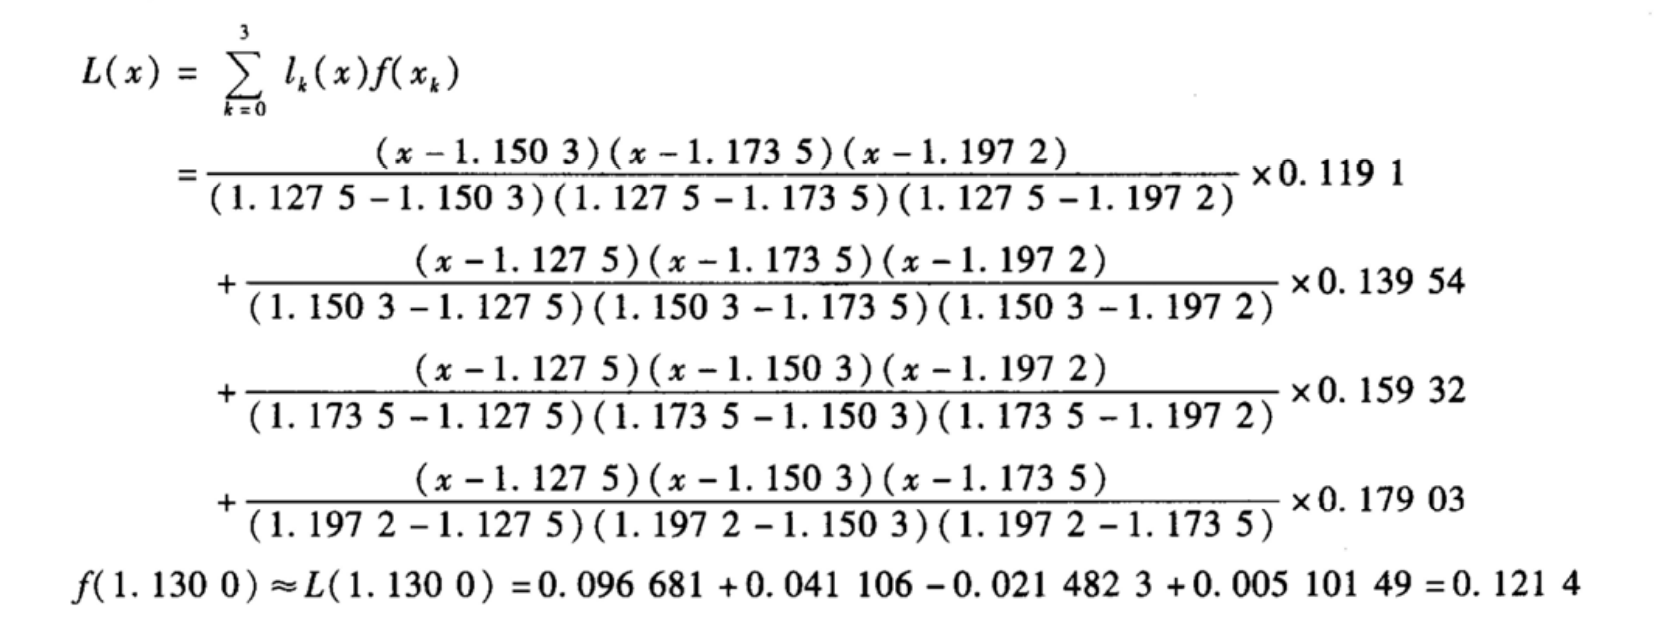 L(x) = \sum_{k=0}^{3} l_k(x)f(x_k)
= \frac{(x-1.150 3)(x-1.173 5)(x-1.197 2)}{(1.127 5-1.150 3)(1.127 5-1.173 5)(1.127 5-1.197 2)} ×0.119 1
+ \frac{(x-1.127 5)(x-1.173 5)(x-1.197 2)}{(1.150 3-1.127 5)(1.150 3-1.173 5)(1.150 3-1.197 2)} ×0.139 54
+ \frac{(x-1.127 5)(x-1.150 3)(x-1.197 2)}{(1.173 5-1.127 5)(1.173 5-1.150 3)(1.173 5-1.197 2)} ×0.159 32
+ \frac{(x-1.127 5)(x-1.150 3)(x-1.173 5)}{(1.197 2-1.127 5)(1.197 2-1.150 3)(1.197 2-1.173 5)} ×0.179 03
f(1.130 0)≈L(1.130 0) =0.096 681+0.041 106-0.021 482 3+0.005 101 49=0.121 4